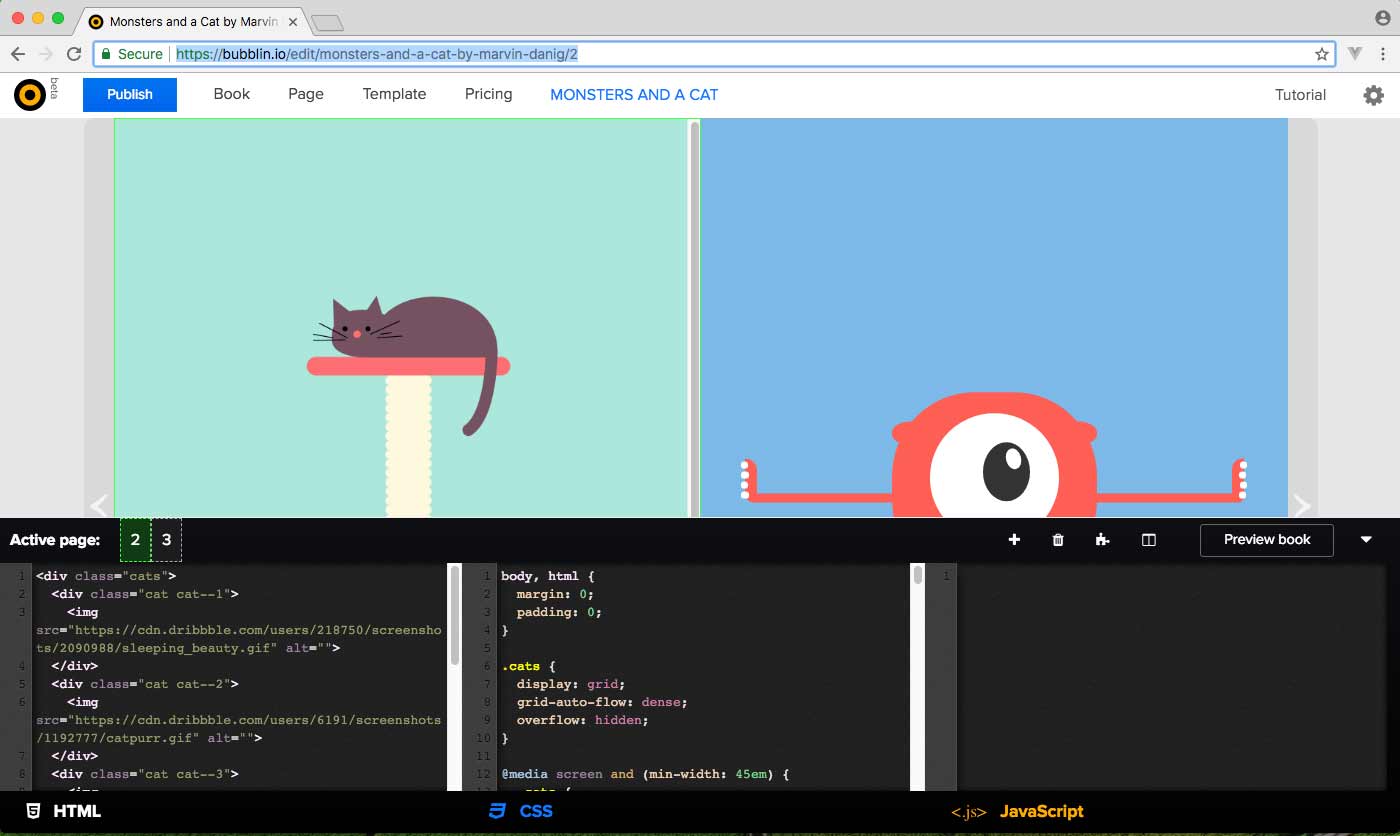 Monsters and a Cat by Marvin
Secure https://bubblin.io/edit/monsters-and-a-cat-by-marvin-danig/2
beta
Publish Book Page Template Pricing MONSTERS AND A CAT Tutorial
Active page: 2 3 Preview book
1 <div class="cats">
2 <div class="cat cat--1">
3 <img
src="https://cdn.dribbble.com/users/218750/screensho
ts/2090988/sleeping_beauty.gif" alt="">
4 </div>
5 <div class="cat cat--2">
6 <img
src="https://cdn.dribbble.com/users/6191/screenshots
/1192777/catpurr.gif" alt="">
7 </div>
8 <div class="cat cat--3">
1 body, html {
2 margin: 0;
3 padding: 0;
4 }
5
6 .cats {
7 display: grid;
8 grid-auto-flow: dense;
9 overflow: hidden;
10 }
11
12 @media screen and (min-width: 45em) {
1
HTML
CSS
<.js> JavaScript